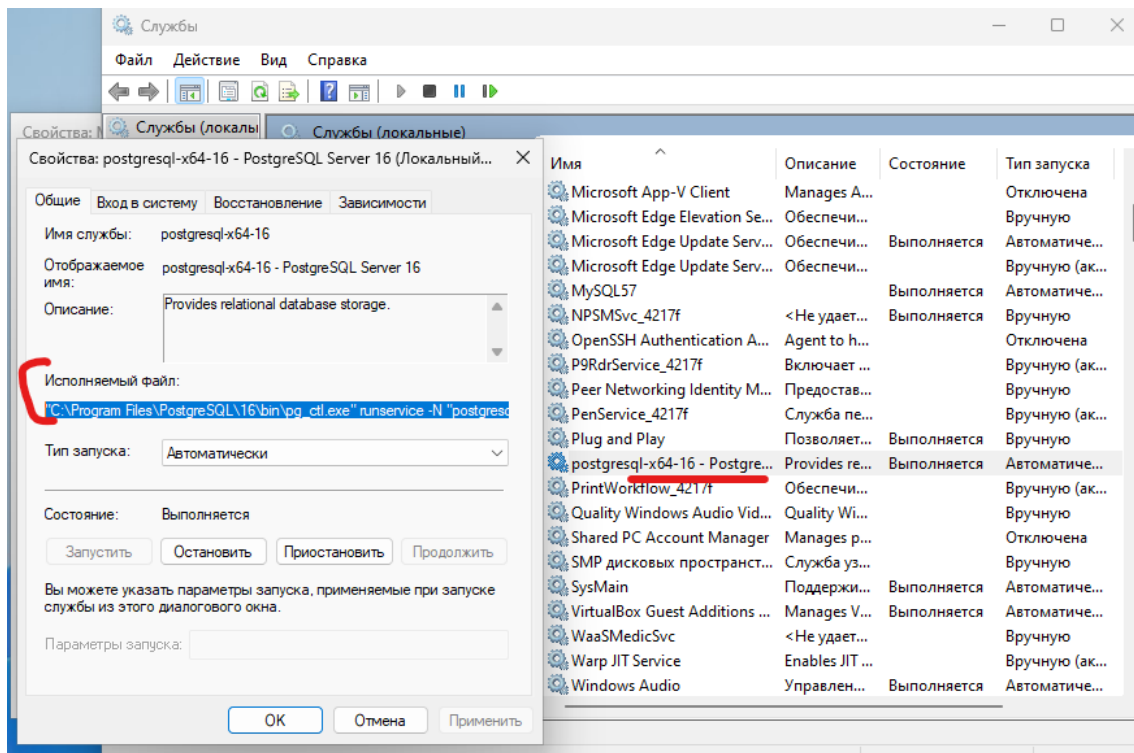 Службы
Файл Действие Вид Справка
Свойства: М
Службы (локалы
Службы (локальные)
Свойства: postgresql-x64-16 - PostgreSQL Server 16 (Локальный...
Общие Вход в систему Восстановление Зависимости
Имя службы: postgresql-x64-16
Отображаемое имя: postgresql-x64-16 - PostgreSQL Server 16
Описание: Provides relational database storage.
Исполняемый файл:
"C:\Program Files\PostgreSQL\16\bin\pg_ctl.exe" runservice -N "postgresq
Тип запуска: Автоматически
Состояние: Выполняется
Запустить Остановить Приостановить Продолжить
Вы можете указать параметры запуска, применяемые при запуске
службы из этого диалогового окна.
Параметры запуска:
OK Отмена Применить
Имя Описание Состояние Тип запуска
Microsoft App-V Client Manages A... Отключена
Microsoft Edge Elevation Se... Обеспечи... Вручную
Microsoft Edge Update Serv... Обеспечи... Выполняется Автоматиче...
Microsoft Edge Update Serv... Обеспечи... Вручную (ак...
MySQL57 Выполняется Автоматиче...
NPSMSvc_4217f <Не удает... Выполняется Вручную
OpenSSH Authentication A... Agent to h... Отключена
P9RdrService_4217f Включает ... Вручную (ак...
Peer Networking Identity M... Предостав... Вручную
PenService_4217f Служба пе... Вручную (ак...
Plug and Play Позволяет... Выполняется Вручную
postgresql-x64-16 - Postgre... Provides re... Выполняется Автоматиче...
PrintWorkflow_4217f Обеспечи... Вручную (ак...
Quality Windows Audio Vid... Quality Wi... Вручную
Shared PC Account Manager Manages p... Отключена
SMP дисковых пространст... Служба уз... Вручную
SysMain Поддержи... Выполняется Автоматиче...
VirtualBox Guest Additions ... Manages V... Выполняется Автоматиче...
WaaSMedicSvc <Не удает... Вручную
Warp JIT Service Enables JIT ... Вручную (ак...
Windows Audio Управлен... Выполняется Автоматиче...